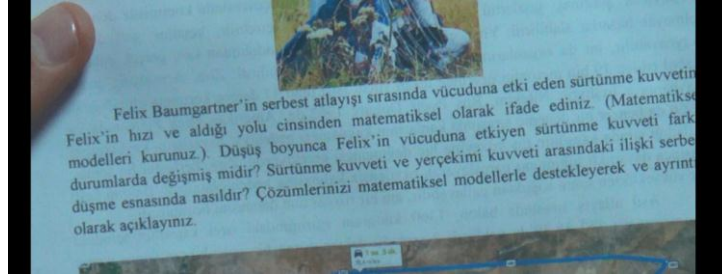 Felix Baumgartner'in serbest atlayışı sırasında vücuduna etki eden sürtünme kuvvetin
Felix'in hızı ve aldığı yolu cinsinden matematiksel olarak ifade ediniz. (Matematikse
modelleri kurunuz.). Düşüş boyunca Felix'in vücuduna etkiyen sürtünme kuvveti fark
durumlarda değişmiş midir? Sürtünme kuvveti ve yerçekimi kuvveti arasındaki ilişki serbe
düşme esnasında nasıldır? Çözümlerinizi matematiksel modellerle destekleyerek ve ayrınt
olarak açıklayınız.